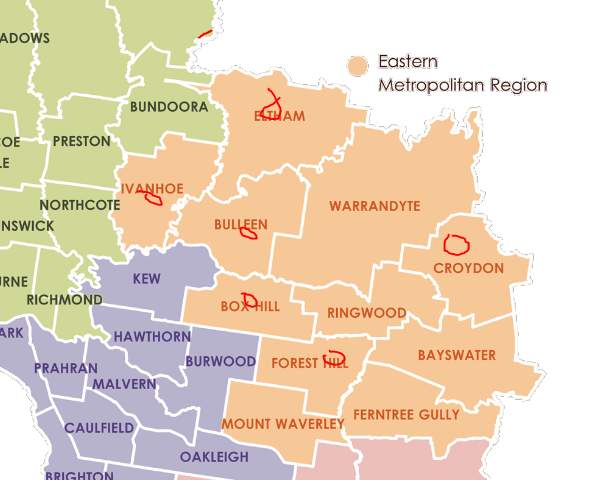 ADOWS
Eastern
Metropolitan Region
BUNDOORA
ELTHAM
OE
PRESTON
LE
IVANHOE
NORTHCOTE
WARRANDYTE
NSWICK
BULLEEN
CROYDON
KEW
RNE
RICHMOND
BOX HILL
RINGWOOD
ARK
HAWTHORN
BURWOOD
FOREST HILL
BAYSWATER
PRAHRAN
MALVERN
FERNTREE GULLY
MOUNT WAVERLEY
CAULFIELD
OAKLEIGH
BRIGHTON